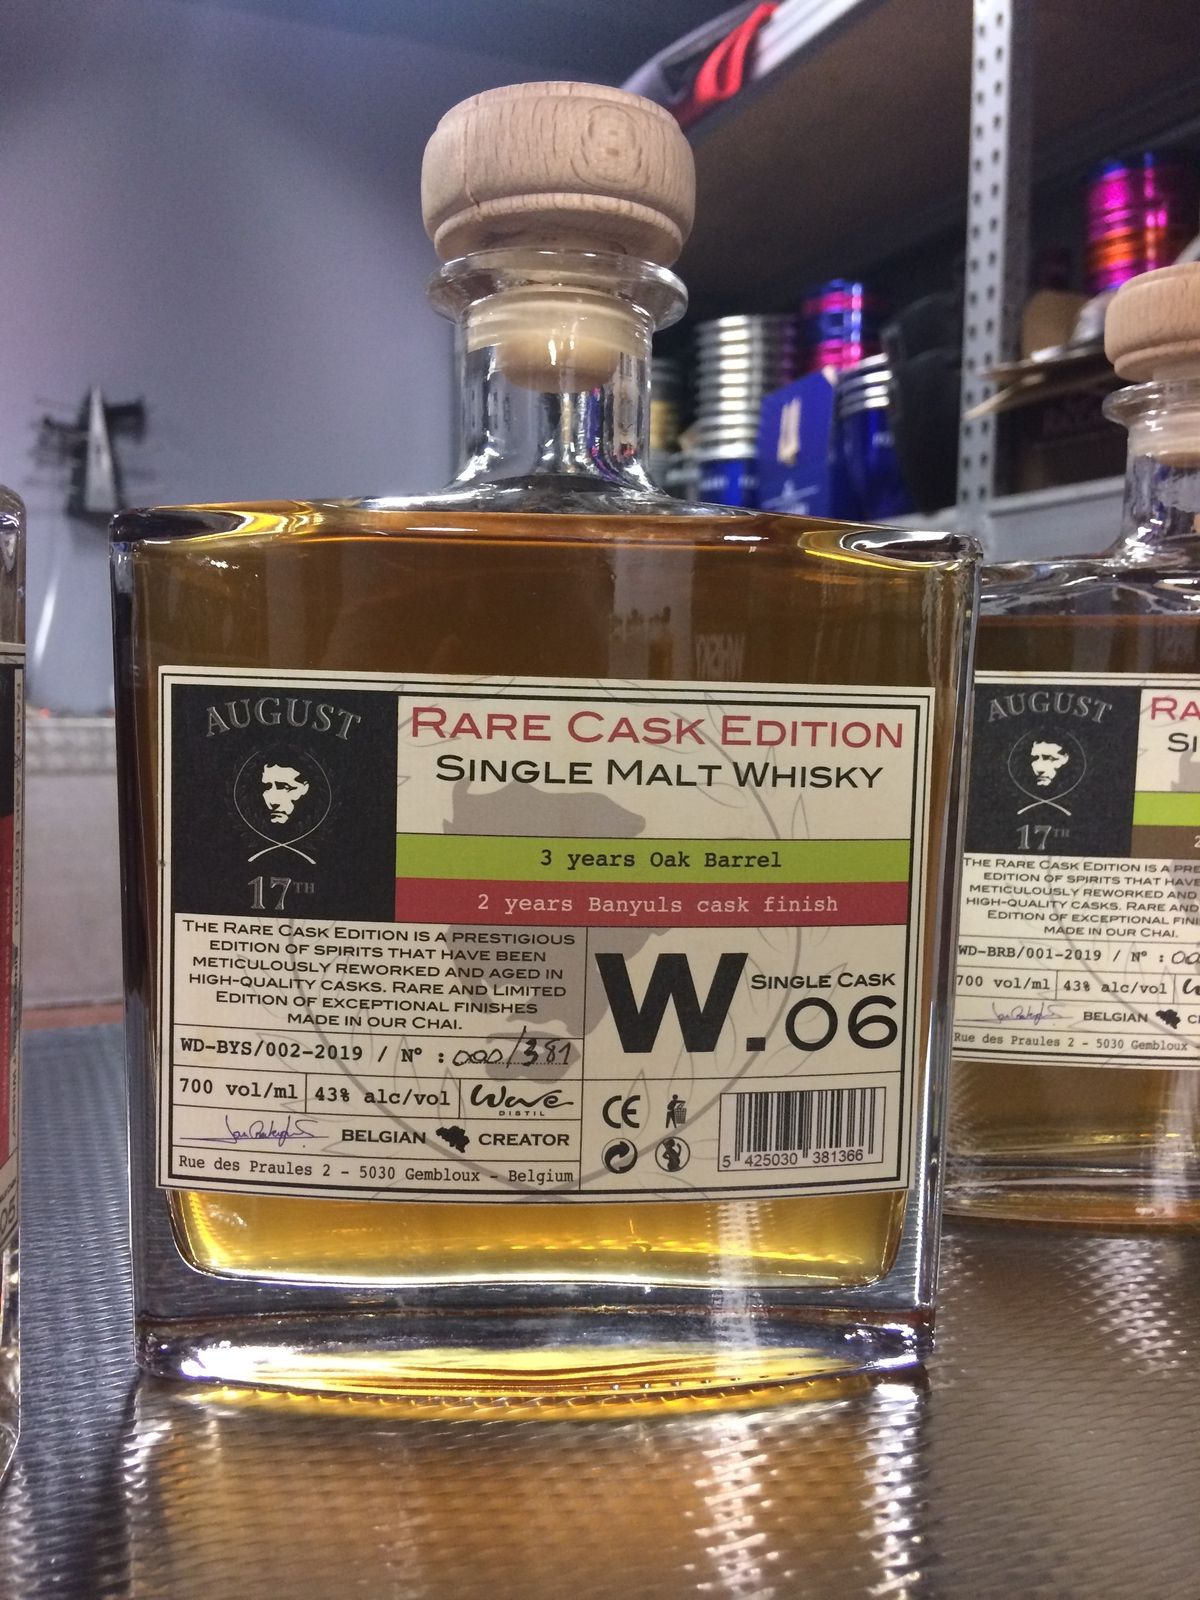 AUGUST
17TH
RARE CASK EDITION
SINGLE MALT WHISKY
3 years Oak Barrel
2 years Banyuls cask finish
THE RARE CASK EDITION IS A PRESTIGIOUS
EDITION OF SPIRITS THAT HAVE BEEN
METICULOUSLY REWORKED AND AGED IN
HIGH-QUALITY CASKS. RARE AND LIMITED
EDITION OF EXCEPTIONAL FINISHES
MADE IN OUR CHAI.
WD-BYS/002-2019 / N° : 000/381
700 vol/ml 43% alc/vol Wave
DISTIL
BELGIAN CREATOR
Rue des Praules 2 - 5030 Gembloux - Belgium
W.06
SINGLE CASK
CE
5 425030 381366
AUGUST
17TH
RA
SI
2
THE RARE CASK EDITION IS A PRE
EDITION OF SPIRITS THAT HAVE
METICULOUSLY REWORKED AND
HIGH-QUALITY CASKS. RARE AND
EDITION OF EXCEPTIONAL FINI
MADE IN OUR CHAI.
WD-BRB/001-2019 / N° : 00
700 vol/ml 43% alc/vol
BELGIAN
Rue des Praules 2 - 5030 Gembloux